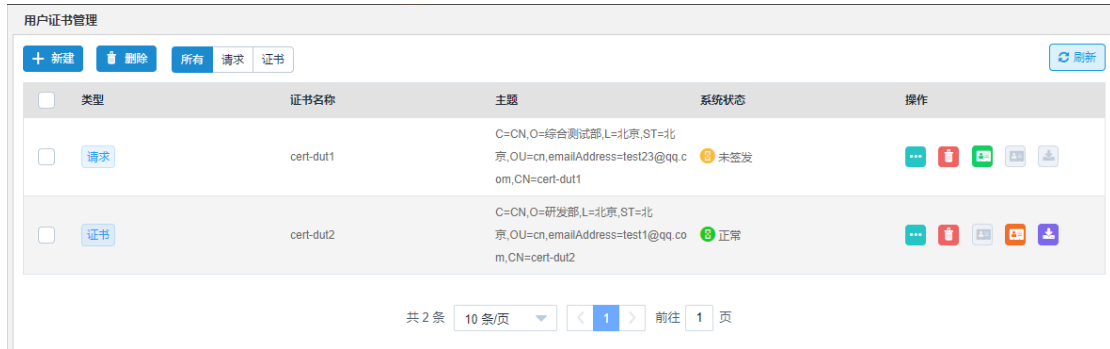 用户证书管理
新建 删除 所有 请求 证书 刷新
类型 证书名称 主题 系统状态 操作
请求 cert-dut1 C=CN,O=综合测试部,L=北京,ST=北
京,OU=cn,emailAddress=test23@qq.c 未签发
om,CN=cert-dut1
证书 cert-dut2 C=CN,O=研发部,L=北京,ST=北
京,OU=cn,emailAddress=test1@qq.co 正常
m,CN=cert-dut2
共 2 条 10 条/页 1 前往 1 页